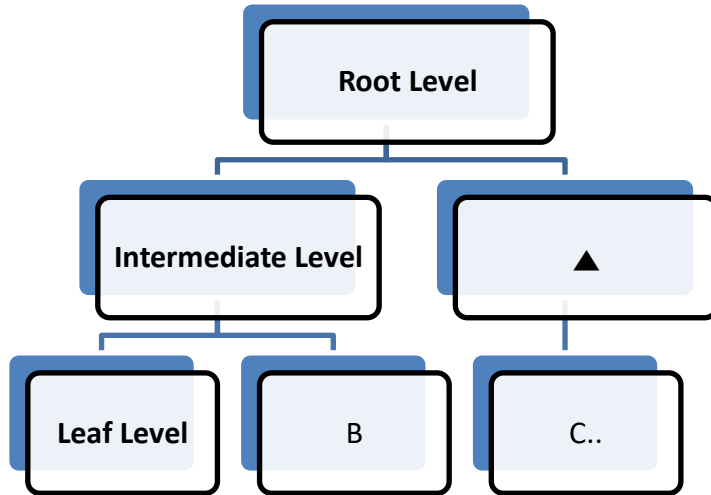 Root Level
Intermediate Level
▲
Leaf Level
B
C..